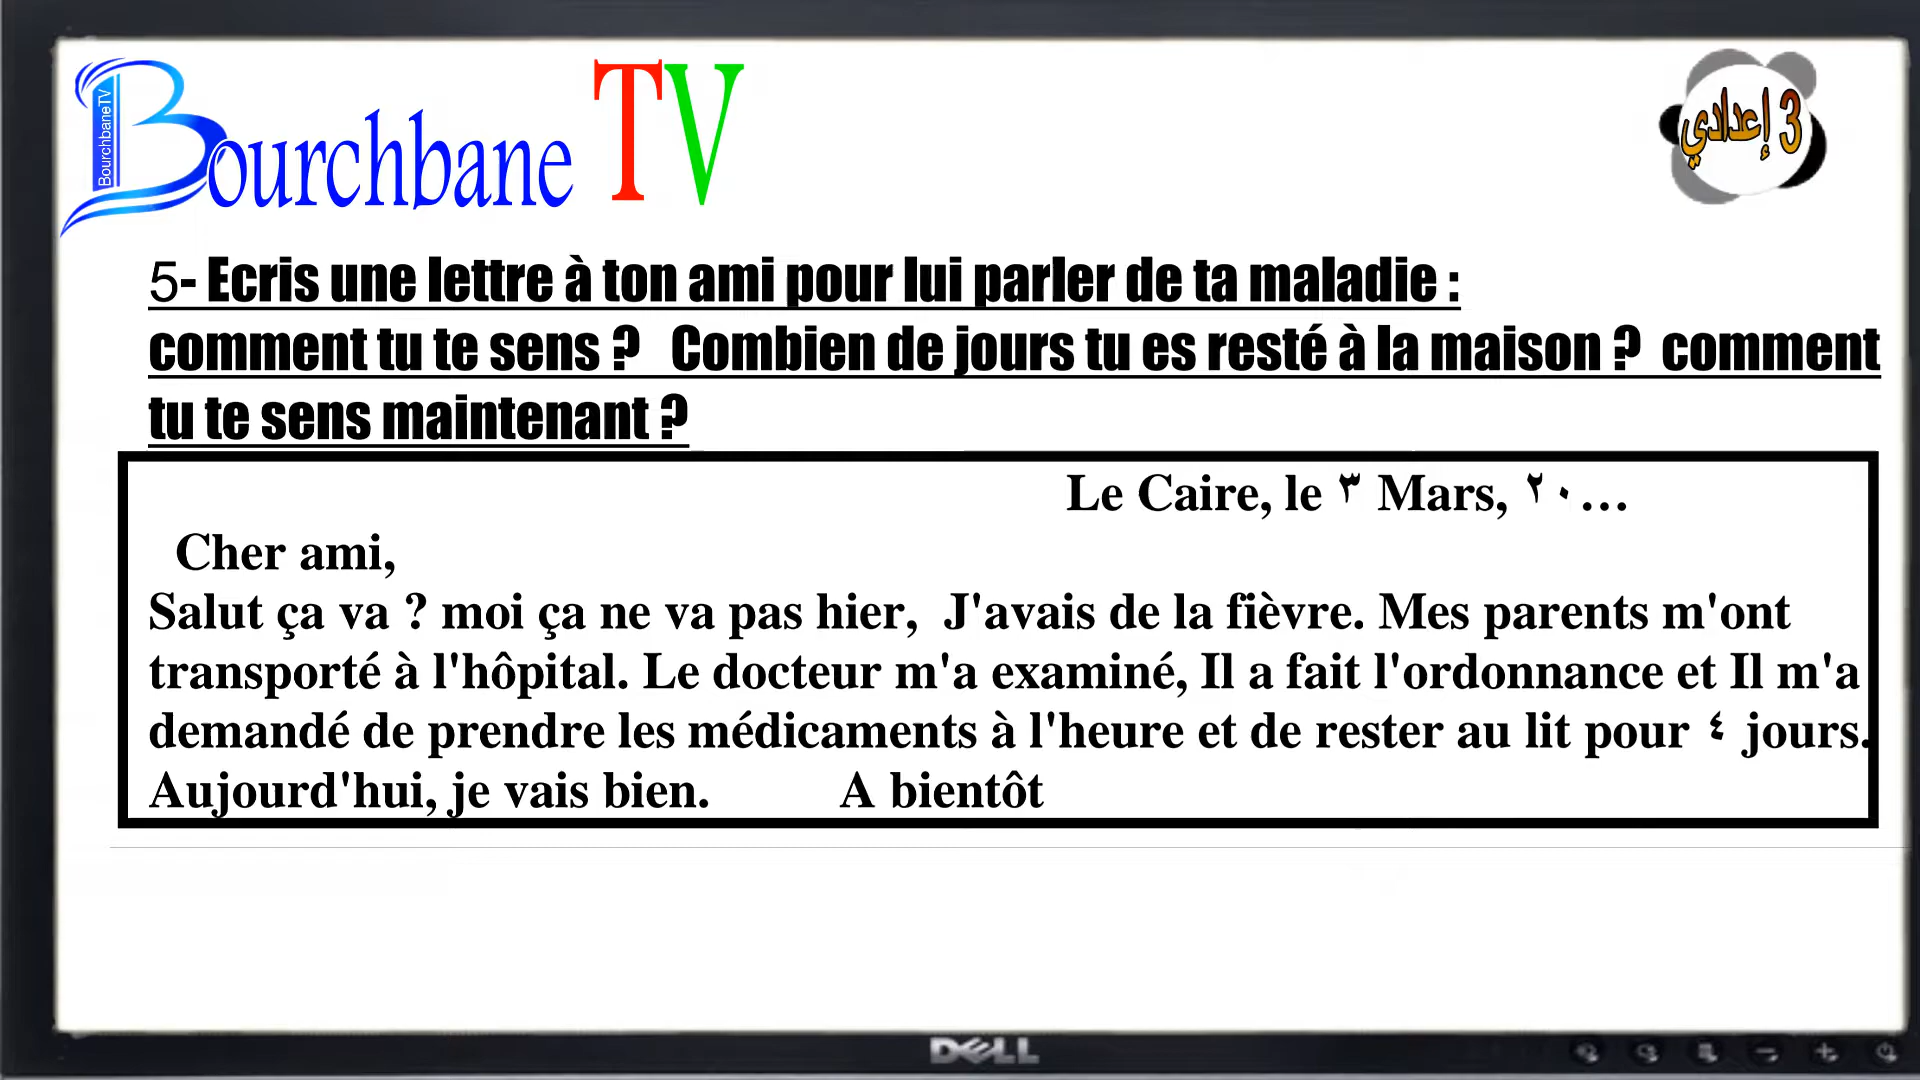 BourchbaneTV
Bourchbane TV
3 إعدادي
5- Ecris une lettre à ton ami pour lui parler de ta maladie :
comment tu te sens ? Combien de jours tu es resté à la maison ? comment
tu te sens maintenant ?
Le Caire, le ٣ Mars, ٢٠...
Cher ami,
Salut ça va ? moi ça ne va pas hier, J'avais de la fièvre. Mes parents m'ont
transporté à l'hôpital. Le docteur m'a examiné, Il a fait l'ordonnance et Il m'a
demandé de prendre les médicaments à l'heure et de rester au lit pour ٤ jours.
Aujourd'hui, je vais bien. A bientôt
DELL